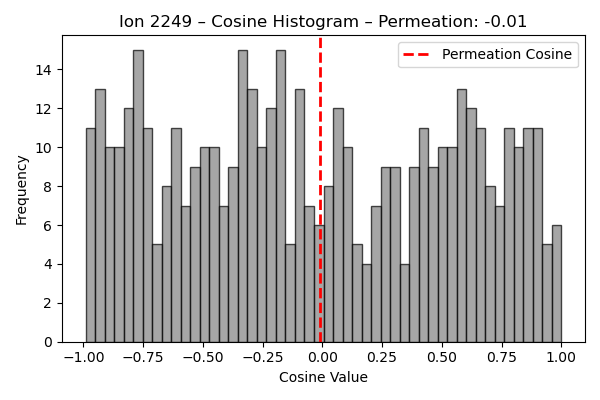 Ion 2249 – Cosine Histogram – Permeation: -0.01
Permeation Cosine
Frequency
14
12
10
8
6
4
2
0
−1.00 −0.75 −0.50 −0.25 0.00 0.25 0.50 0.75 1.00
Cosine Value